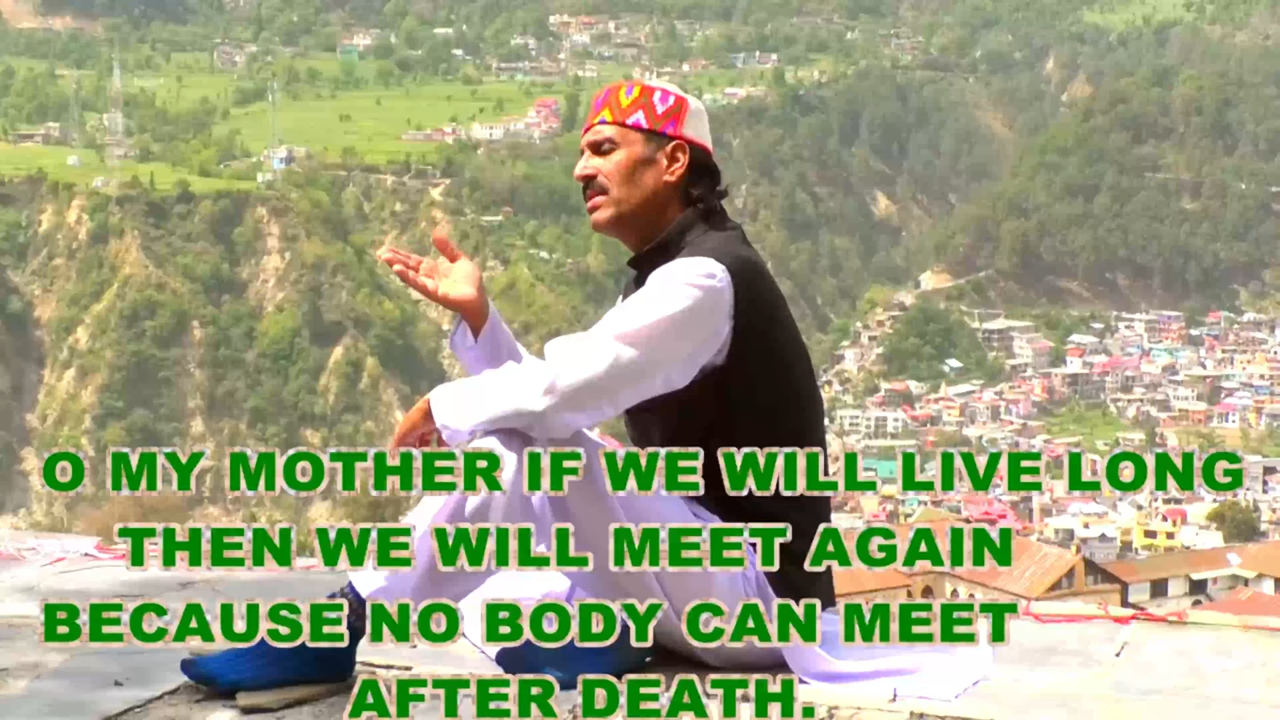 O MY MOTHER IF WE WILL LIVE LONG
THEN WE WILL MEET AGAIN
BECAUSE NO BODY CAN MEET
AFTER DEATH.